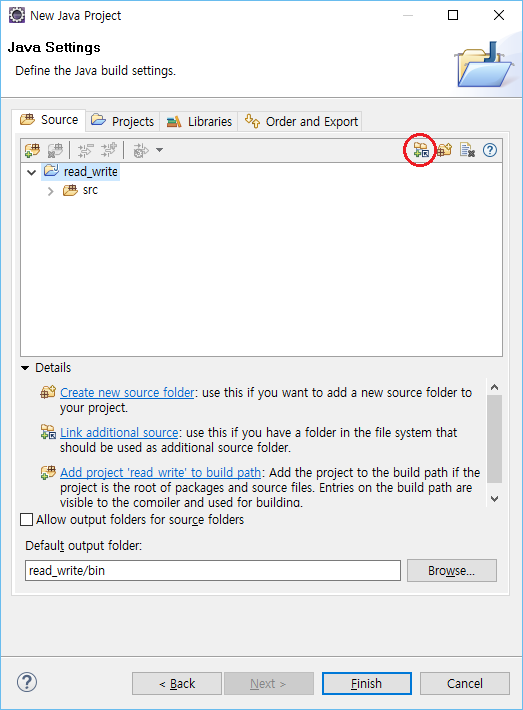 New Java Project
Java Settings
Define the Java build settings.
Source
Projects
Libraries
Order and Export
read_write
src
Details
Create new source folder: use this if you want to add a new source folder to
your project.
Link additional source: use this if you have a folder in the file system that
should be used as additional source folder.
Add project 'read_write' to build path: Add the project to the build path if the
project is the root of packages and source files. Entries on the build path are
visible to the compiler and used for building.
Allow output folders for source folders
Default output folder:
read_write/bin
Browse...
< Back
Next >
Finish
Cancel